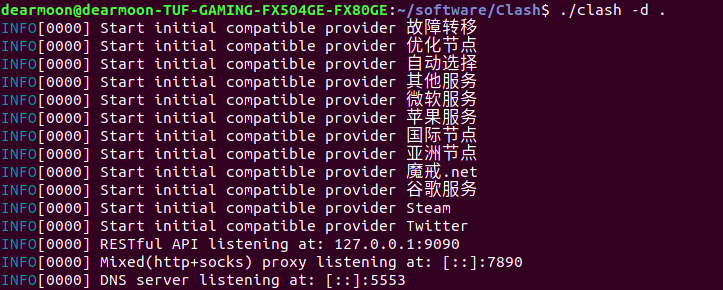 dearmoon@dearmoon-TUF-GAMING-FX504GE-FX80GE:~/software/Clash$ ./clash -d .
INFO[0000] Start initial compatible provider 故障转移
INFO[0000] Start initial compatible provider 优化节点
INFO[0000] Start initial compatible provider 自动选择
INFO[0000] Start initial compatible provider 其他服务
INFO[0000] Start initial compatible provider 微软服务
INFO[0000] Start initial compatible provider 苹果服务
INFO[0000] Start initial compatible provider 国际节点
INFO[0000] Start initial compatible provider 亚洲节点
INFO[0000] Start initial compatible provider 魔戒.net
INFO[0000] Start initial compatible provider 谷歌服务
INFO[0000] Start initial compatible provider Steam
INFO[0000] Start initial compatible provider Twitter
INFO[0000] RESTful API listening at: 127.0.0.1:9090
INFO[0000] Mixed(http+socks) proxy listening at: [::]:7890
INFO[0000] DNS server listening at: [::]:5553